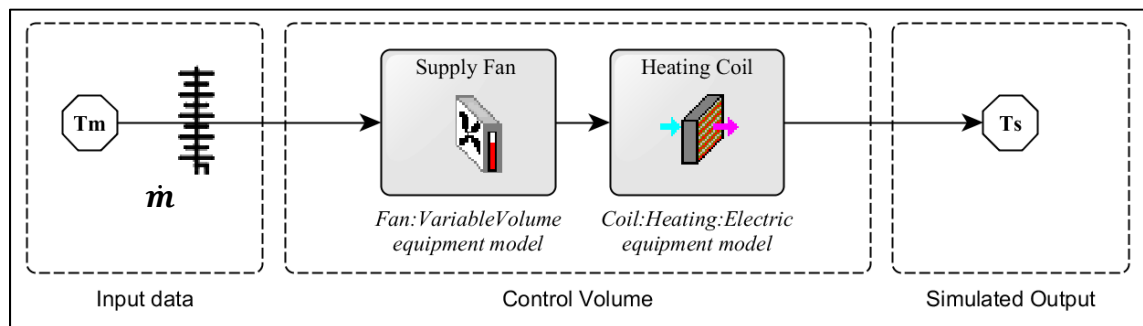 Supply Fan
Heating Coil
Tm
Ts
ṁ
Fan:VariableVolume
equipment model
Coil:Heating:Electric
equipment model
Input data
Control Volume
Simulated Output